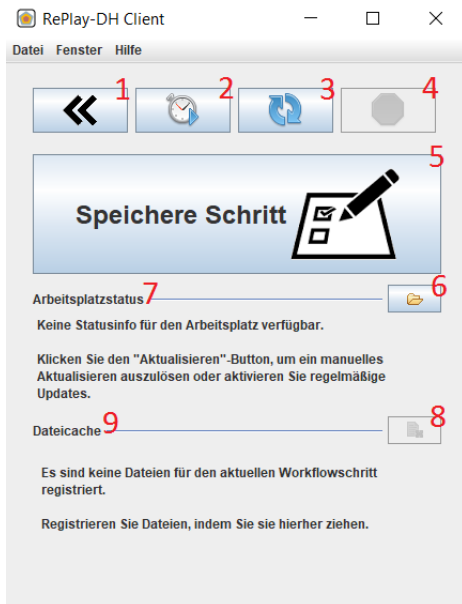 RePlay-DH Client
Datei Fenster Hilfe
1 2 3 4
5
Speichere Schritt
6
Arbeitsplatzstatus 7
Keine Statusinfo für den Arbeitsplatz verfügbar.
Klicken Sie den "Aktualisieren"-Button, um ein manuelles
Aktualisieren auszulösen oder aktivieren Sie regelmäßige
Updates.
8
Dateicache 9
Es sind keine Dateien für den aktuellen Workflowschritt
registriert.
Registrieren Sie Dateien, indem Sie sie hierher ziehen.